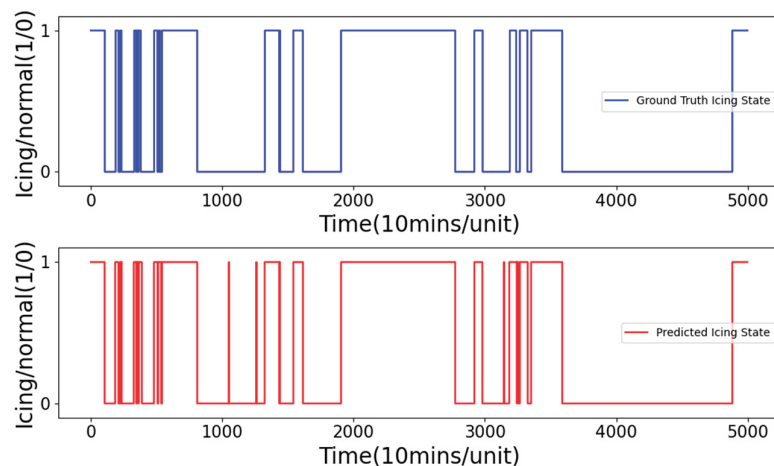 Icing/normal(1/0)
1
0
Ground Truth Icing State
0 1000 2000 3000 4000 5000
Time(10mins/unit)
Icing/normal(1/0)
1
0
Predicted Icing State
0 1000 2000 3000 4000 5000
Time(10mins/unit)